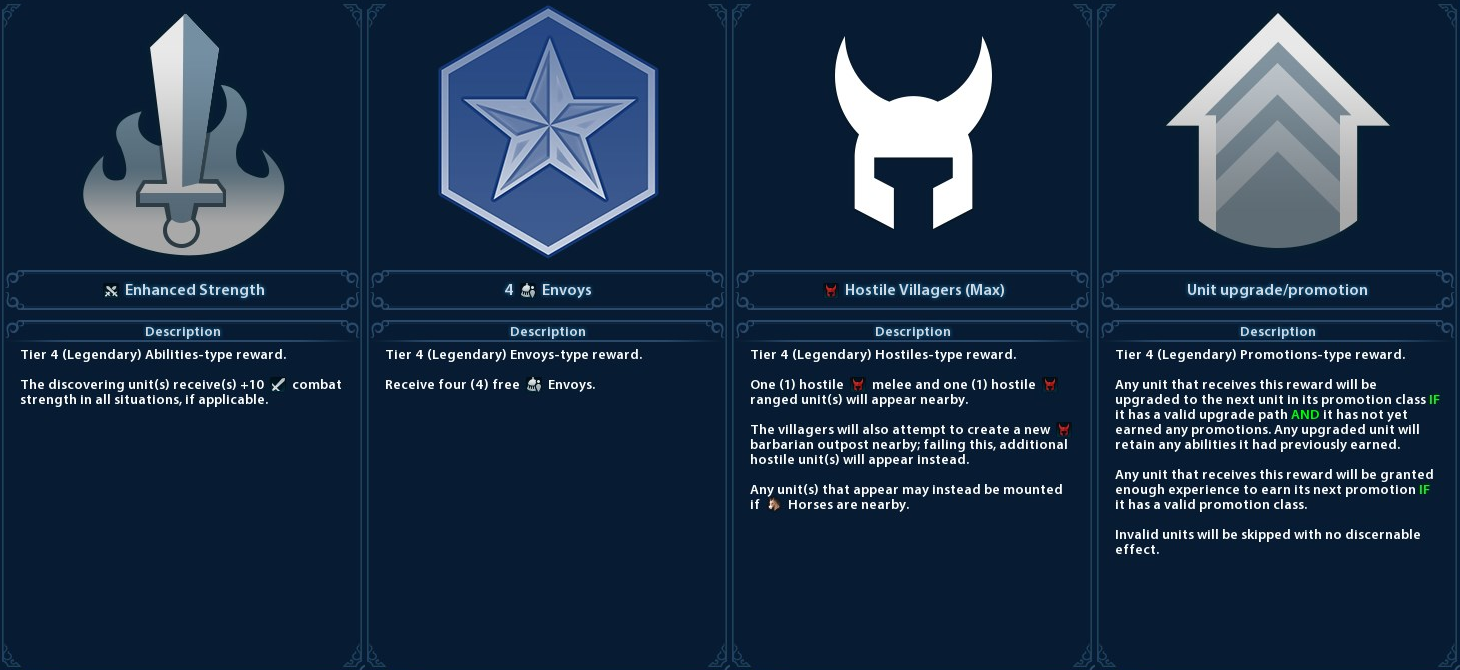 Enhanced Strength
Description
Tier 4 (Legendary) Abilities-type reward.
The discovering unit(s) receive(s) +10 combat
strength in all situations, if applicable.
4 Envoys
Description
Tier 4 (Legendary) Envoys-type reward.
Receive four (4) free Envoys.
Hostile Villagers (Max)
Description
Tier 4 (Legendary) Hostiles-type reward.
One (1) hostile melee and one (1) hostile
ranged unit(s) will appear nearby.
The villagers will also attempt to create a new
barbarian outpost nearby; failing this, additional
hostile unit(s) will appear instead.
Any unit(s) that appear may instead be mounted
if Horses are nearby.
Unit upgrade/promotion
Description
Tier 4 (Legendary) Promotions-type reward.
Any unit that receives this reward will be
upgraded to the next unit in its promotion class IF
it has a valid upgrade path AND it has not yet
earned any promotions. Any upgraded unit will
retain any abilities it had previously earned.
Any unit that receives this reward will be granted
enough experience to earn its next promotion IF
it has a valid promotion class.
Invalid units will be skipped with no discernable
effect.